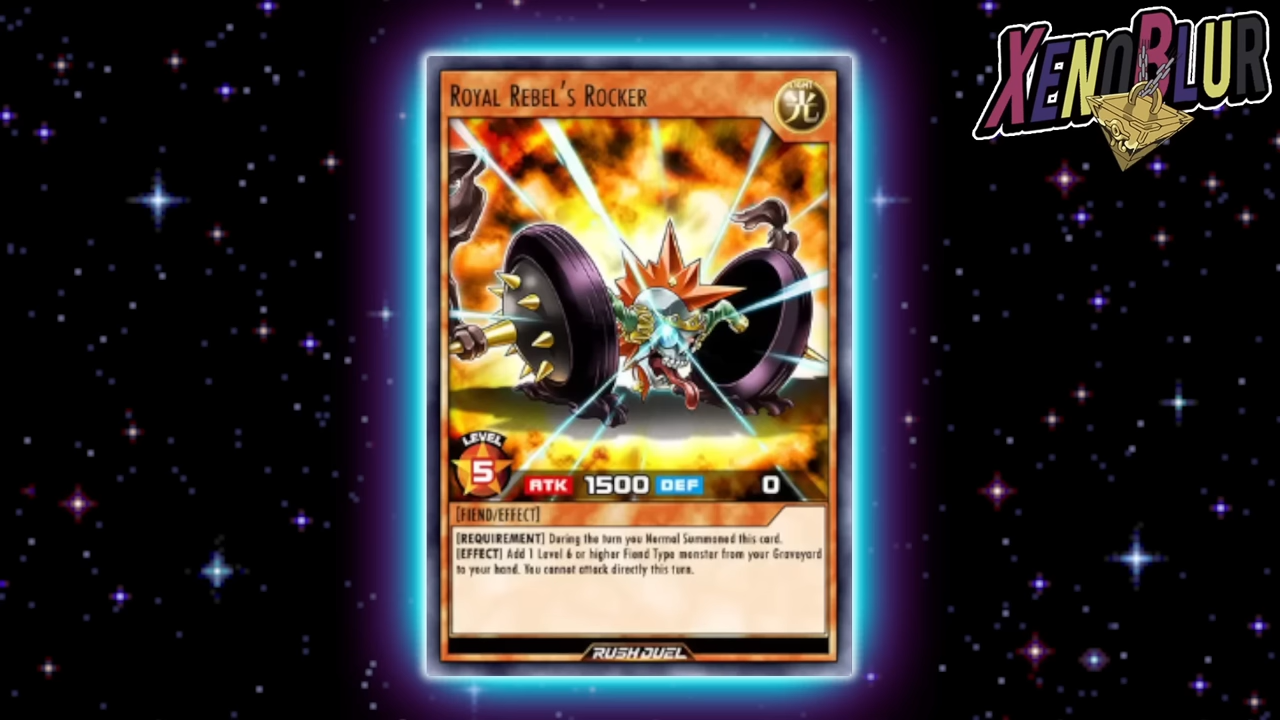 XENOBLUR
ROYAL REBEL'S ROCKER
LIGHT
光
LEVEL
5
ATK 1500 DEF 0
[FIEND/EFFECT]
[REQUIREMENT] During the turn you Normal Summoned this card.
[EFFECT] Add 1 Level 6 or higher Fiend Type monster from your Graveyard
to your hand. You cannot attack directly this turn.
RUSH DUEL